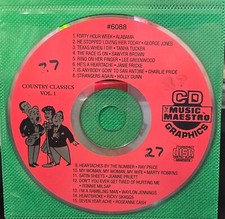 #6088
1. FORTY HOUR WEEK • ALABAMA
2. HE STOPPED LOVING HER TODAY • GEORGE JONES
3. TEXAS WHEN I DIE • TANYA TUCKER
4. THE RACE IS ON • SAWYER BROWN
5. RING ON HER FINGER • LEE GREENWOOD
6. HE'S A HEARTACHE • JANIE FRICKE
7. IS ANYBODY GOIN' TO SAN ANTONE • CHARLIE PRIDE
8. STRANGERS AGAIN • HOLLY DUNN
COUNTRY CLASSICS
VOL. 1
27
CD
THE
MUSIC
MAESTRO
GRAPHICS
27
COMPACT
disc
9. HEARTACHES BY THE NUMBER • RAY PRICE
10. MY WOMAN, MY WOMAN, MY WIFE • MARTY ROBBINS
11. SATIN SHEETS • JEANNE PRUETT
12. DON'T YOU EVER GET TIRED OF HURTING ME
• RONNIE MILSAP
13. I'M A RAMBLING MAN • WAYLON JENNINGS
14. HEARTBROKE • RICKY SKAGGS
15. SEVEN YEAR ACHE • ROSEANNE CASH